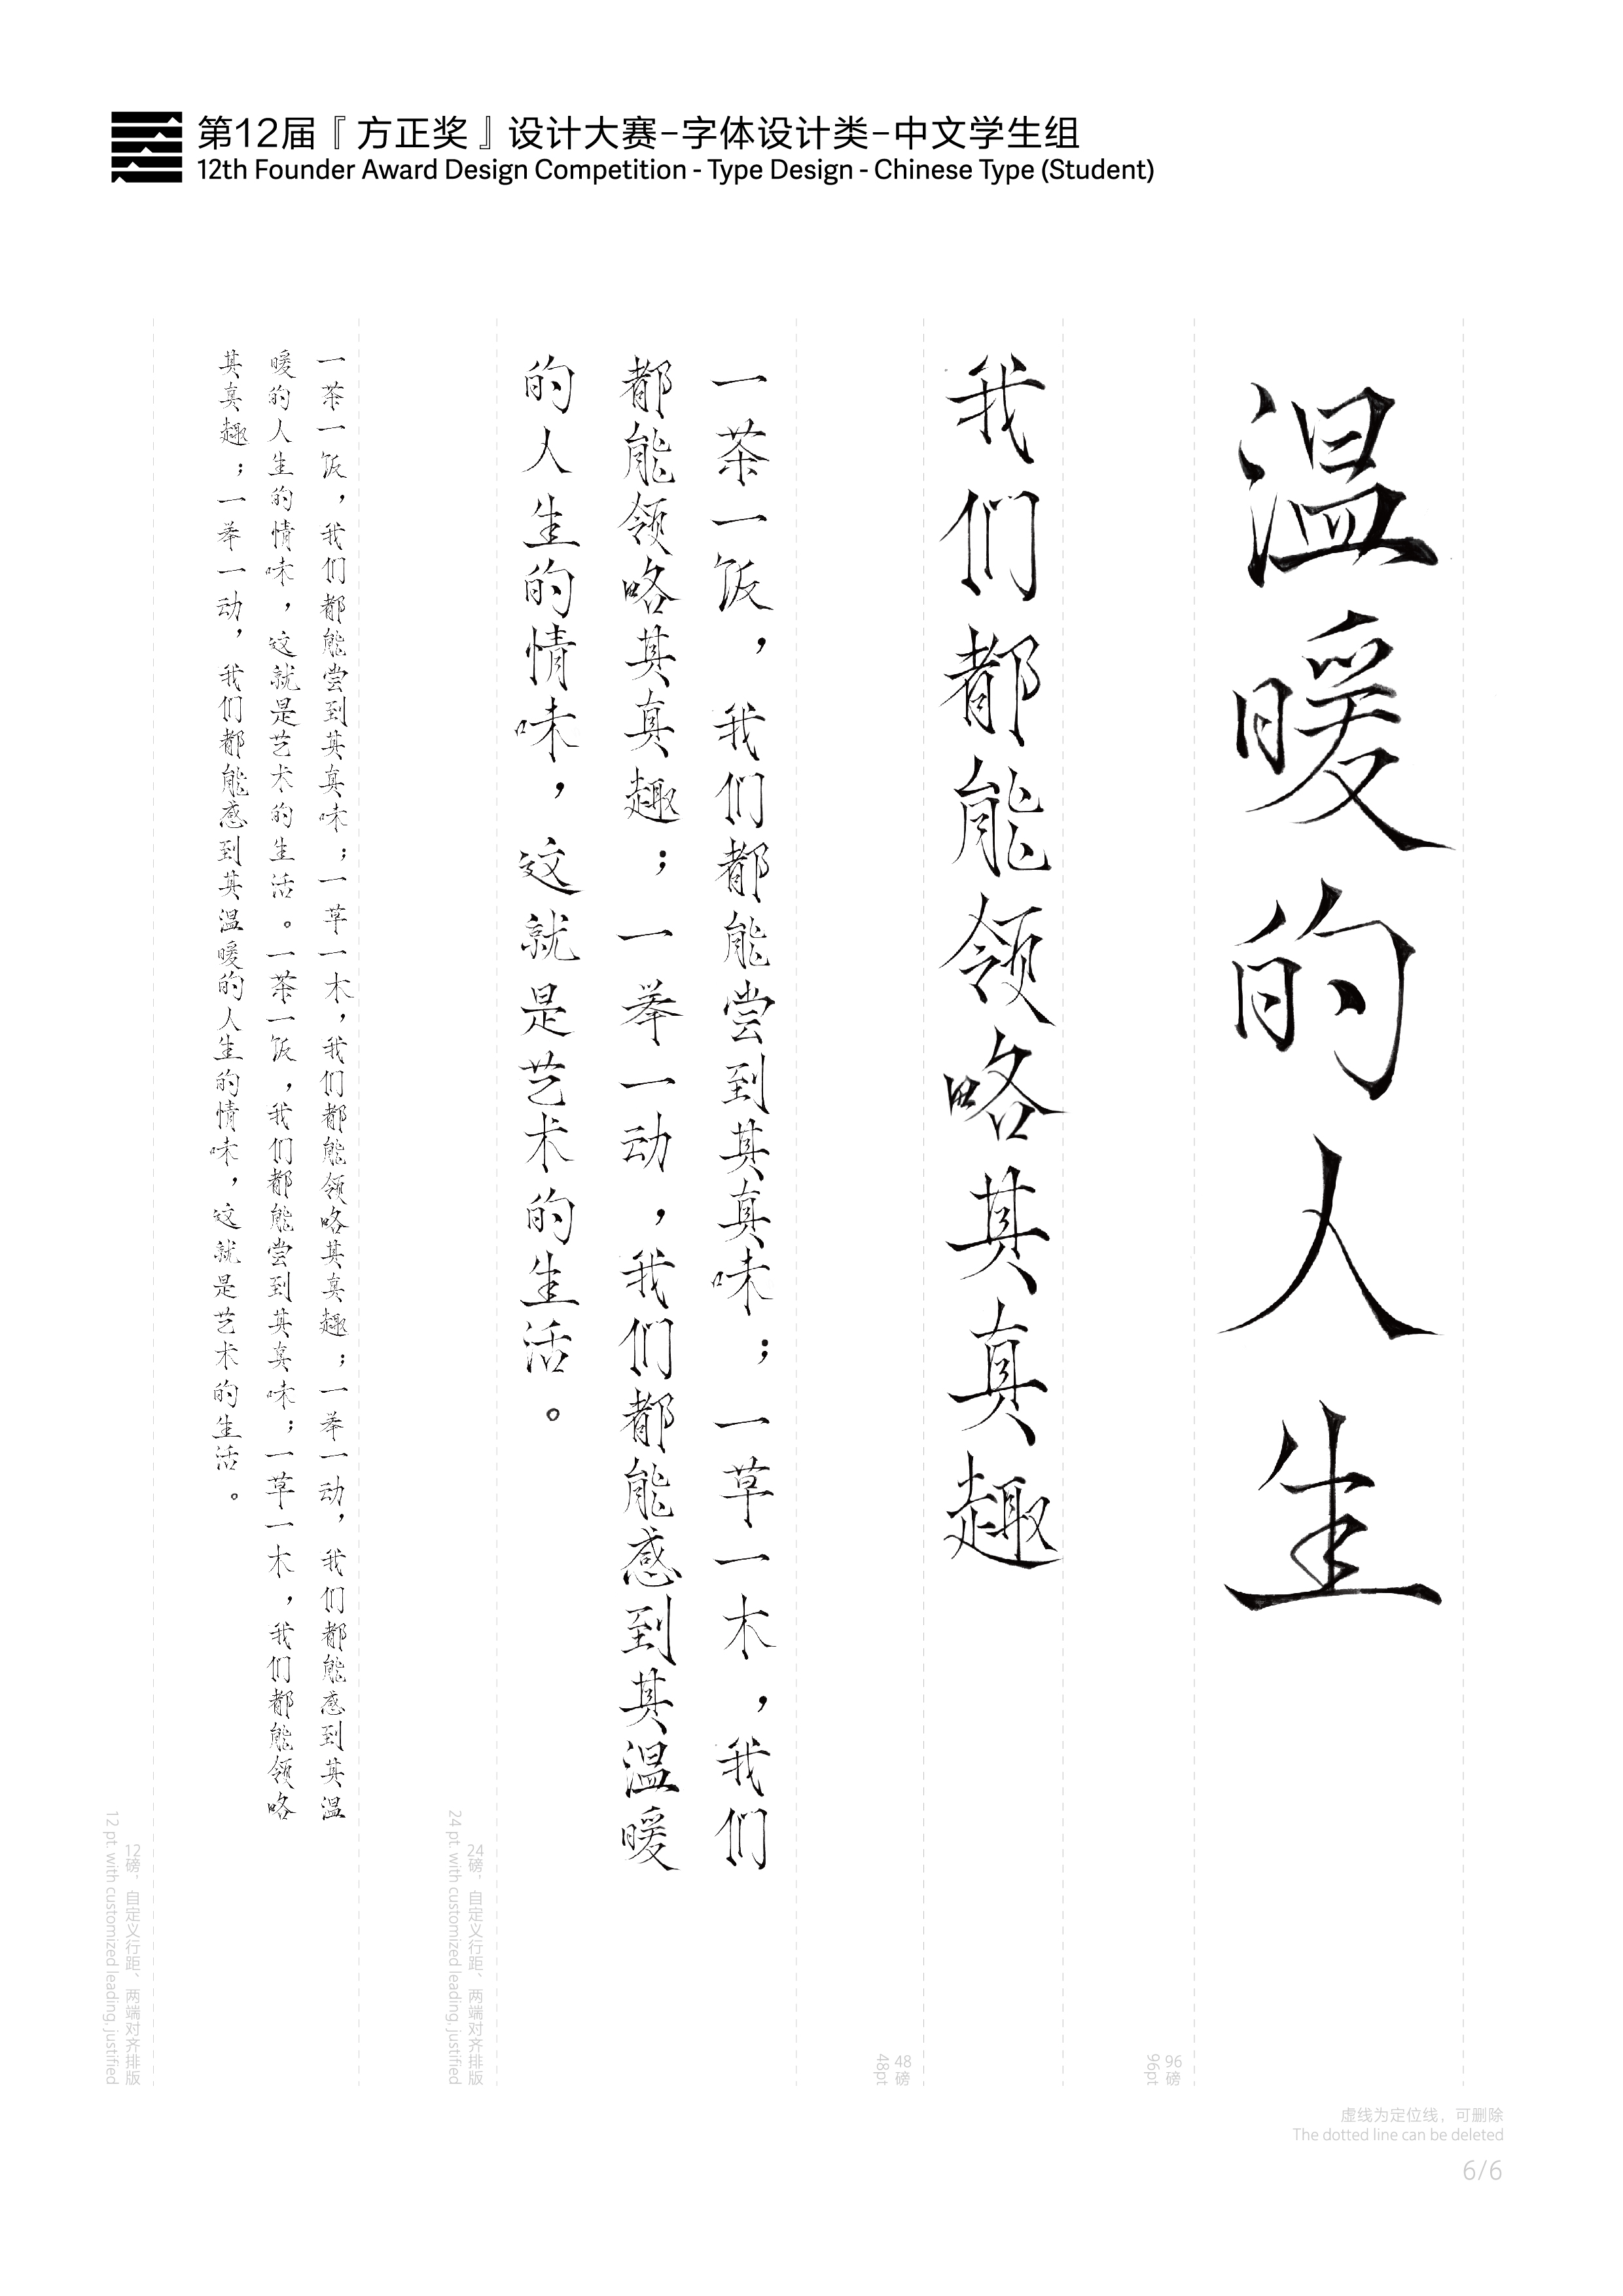 第12届『方正奖』设计大赛-字体设计类-中文学生组
12th Founder Award Design Competition - Type Design - Chinese Type (Student)
温暖的人生
96磅
96pt
我们都能领略其真趣
48磅
48pt
一茶一饭，我们都能尝到其真味；一草一木，我们
都能领略其真趣；一举一动，我们都能感到其温暖
的人生的情味，这就是艺术的生活。
24磅，自定义行距、两端对齐排版
24 pt. with customized leading, justified
一茶一饭，我们都能尝到其真味；一草一木，我们都能领略其真趣；一举一动，我们都能感到其温
暖的人生的情味，这就是艺术的生活。一茶一饭，我们都能尝到其真味；一草一木，我们都能领略
其真趣；一举一动，我们都能感到其温暖的人生的情味，这就是艺术的生活。
12磅，自定义行距、两端对齐排版
12 pt. with customized leading, justified
虚线为定位线，可删除
The dotted line can be deleted
6/6